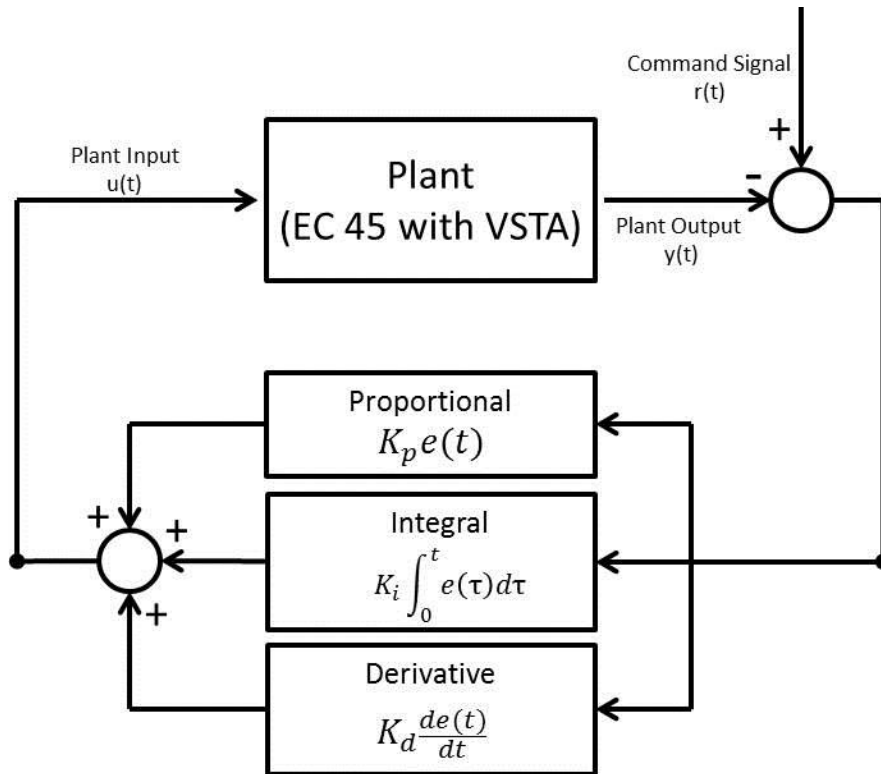 Command Signal
r(t)
+
Plant Input
u(t)
Plant
(EC 45 with VSTA)
-
Plant Output
y(t)
Proportional
K_p e(t)
+
+
Integral
K_i ∫_0^t e(τ)dτ
+
Derivative
K_d de(t)/dt